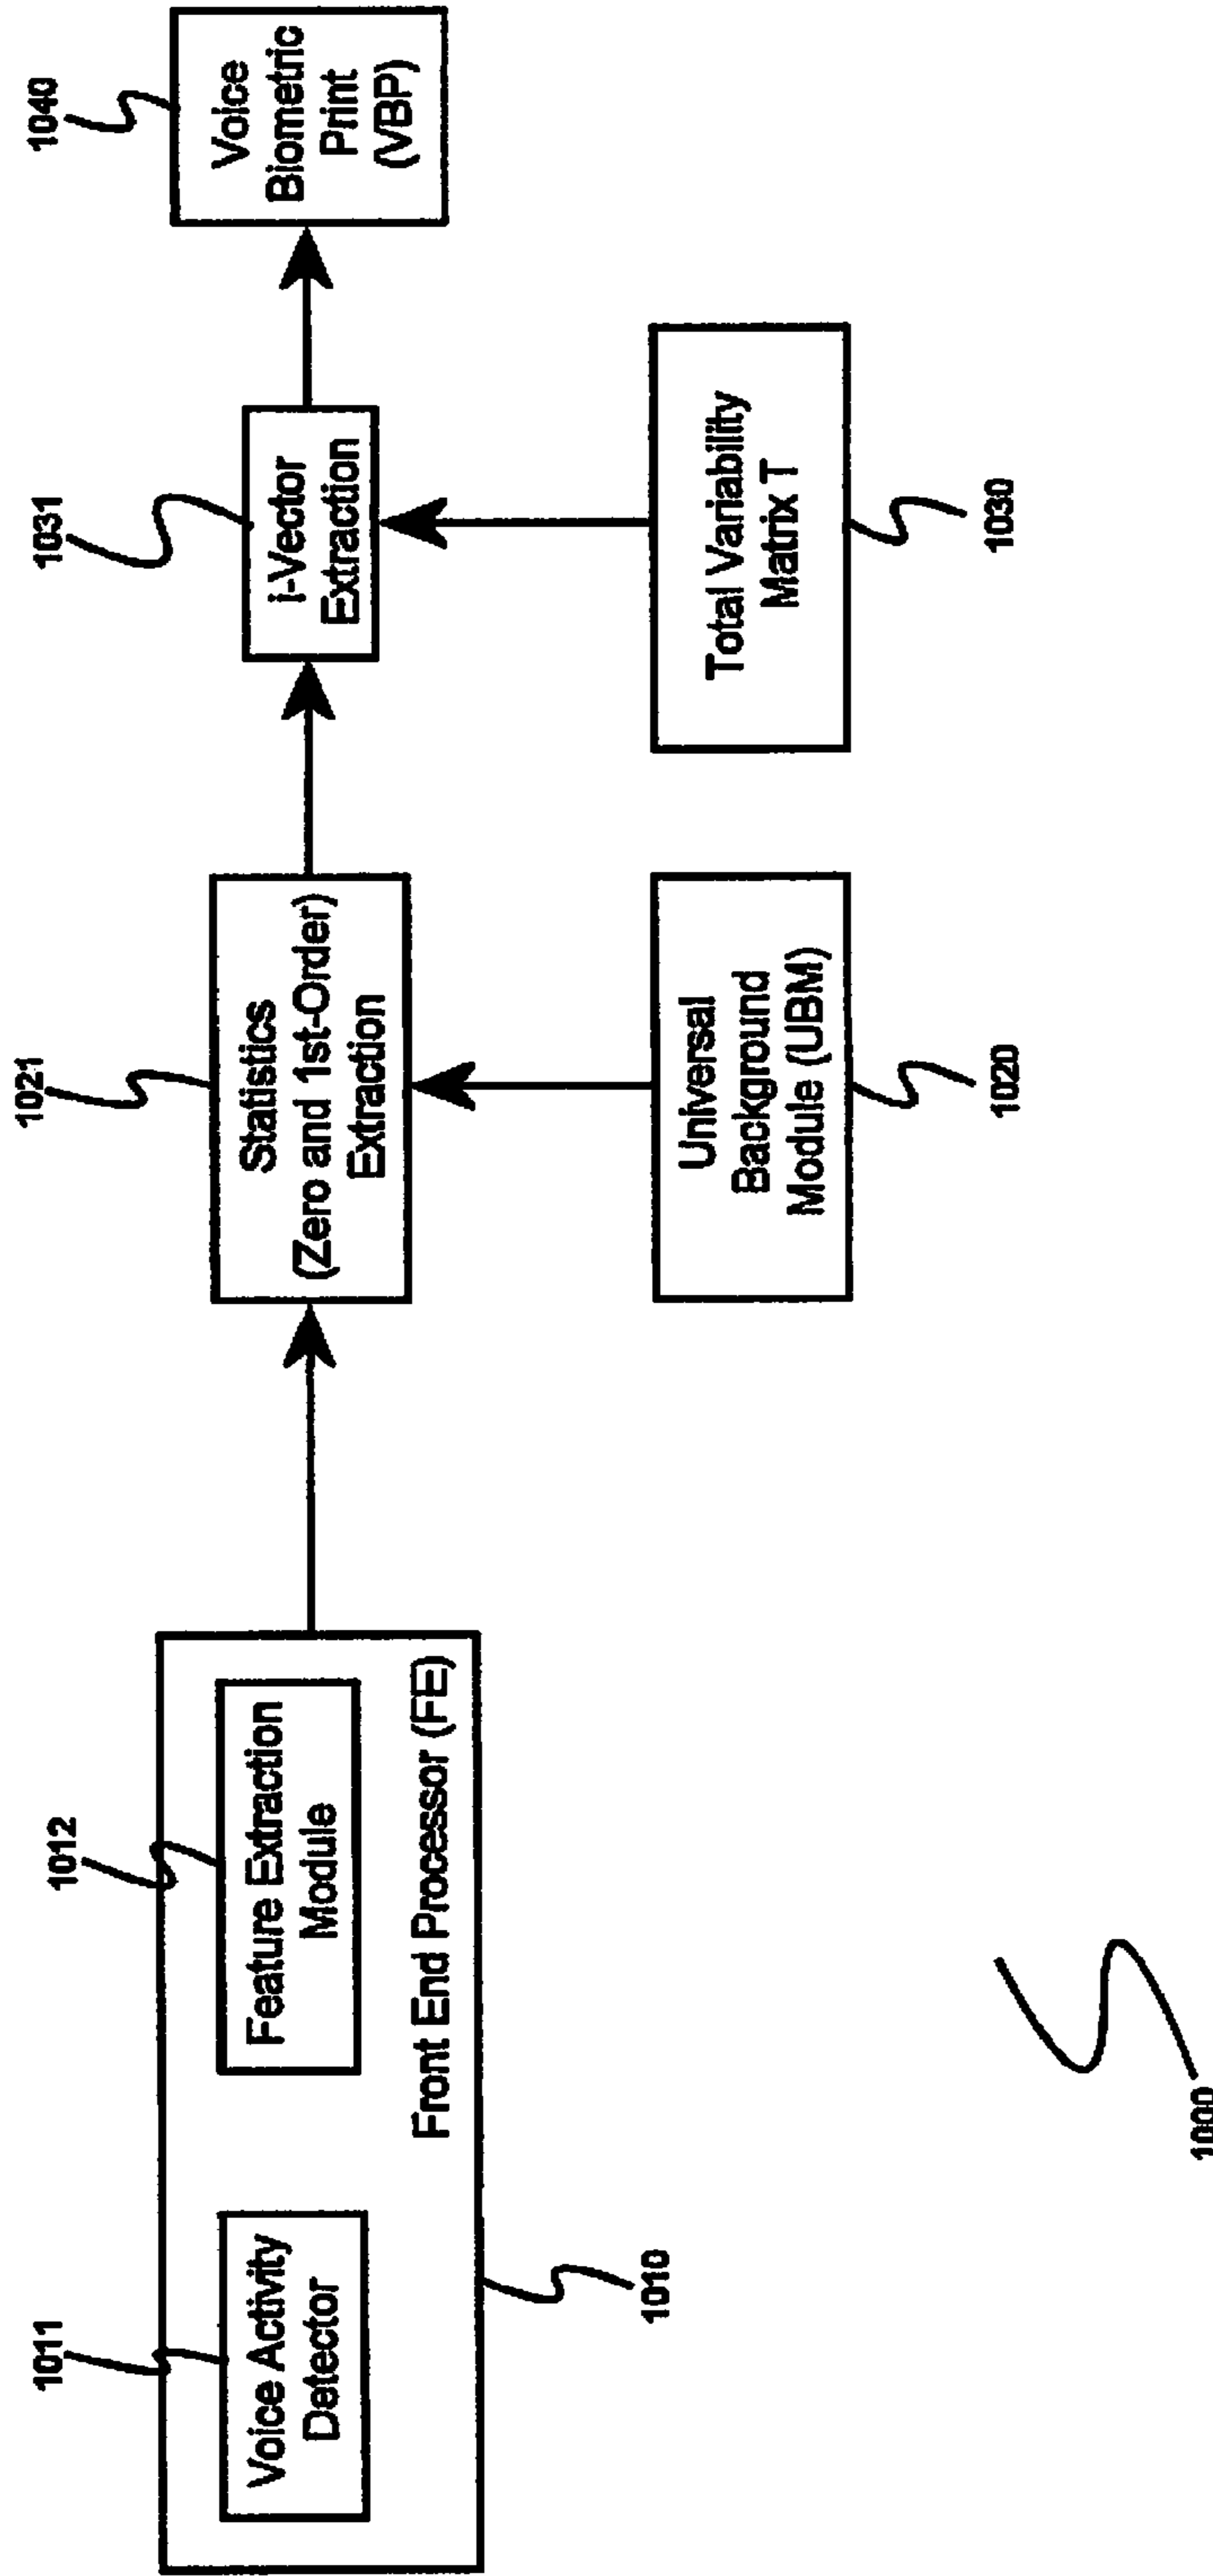 1011
Voice Activity
Detector
1012
Feature Extraction
Module
Front End Processor (FE)
1010
1021
Statistics
(Zero and 1st-Order)
Extraction
Universal
Background
Module (UBM)
1020
1031
i-Vector
Extraction
Total Variability
Matrix T
1030
1040
Voice
Biometric
Print
(VBP)
1000